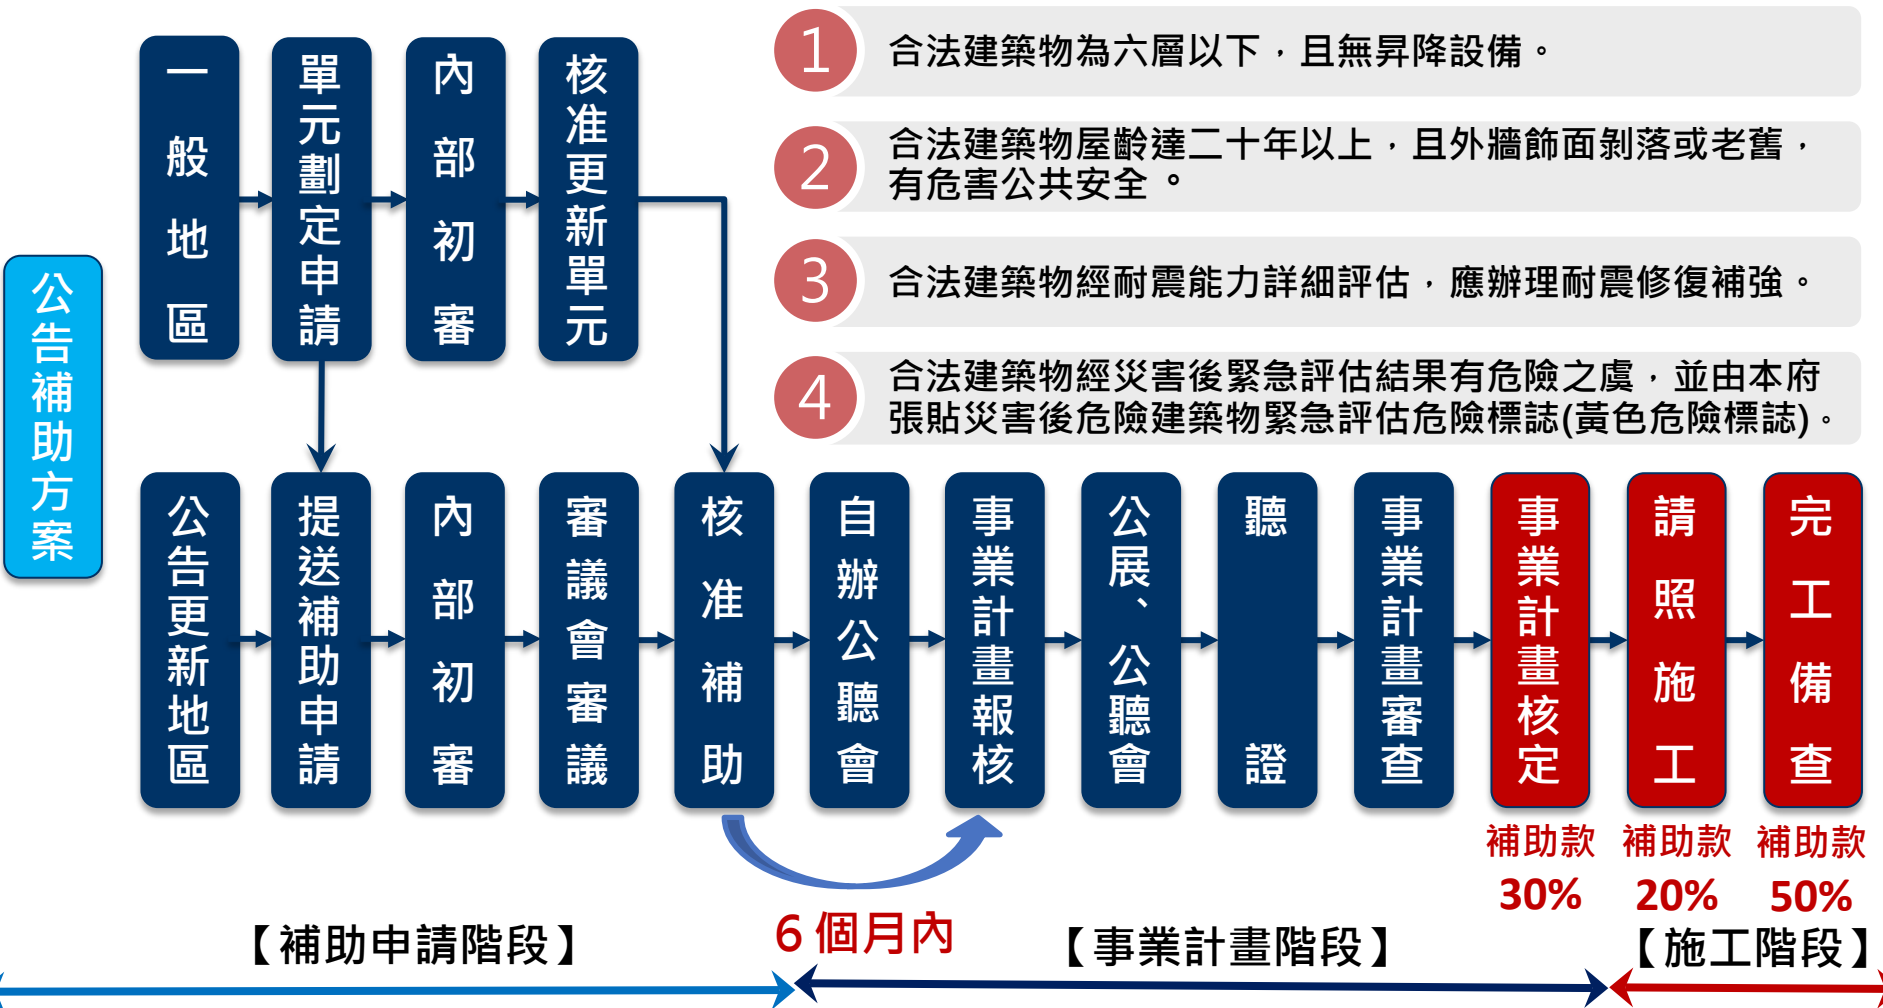 公告補助方案
一般地區
單元劃定申請
內部初審
核准更新單元
1
合法建築物為六層以下，且無昇降設備。
2
合法建築物屋齡達二十年以上，且外牆飾面剝落或老舊，
有危害公共安全。
3
合法建築物經耐震能力詳細評估，應辦理耐震修復補強。
4
合法建築物經災害後緊急評估結果有危險之虞，並由本府
張貼災害後危險建築物緊急評估危險標誌(黃色危險標誌)。
公告更新地區
提送補助申請
內部初審
審議會審議
核准補助
自辦公聽會
事業計畫報核
公展、公聽會
聽證
事業計畫審查
事業計畫核定
請照施工
完工備查
補助款
30%
補助款
20%
補助款
50%
6個月內
【補助申請階段】
【事業計畫階段】
【施工階段】